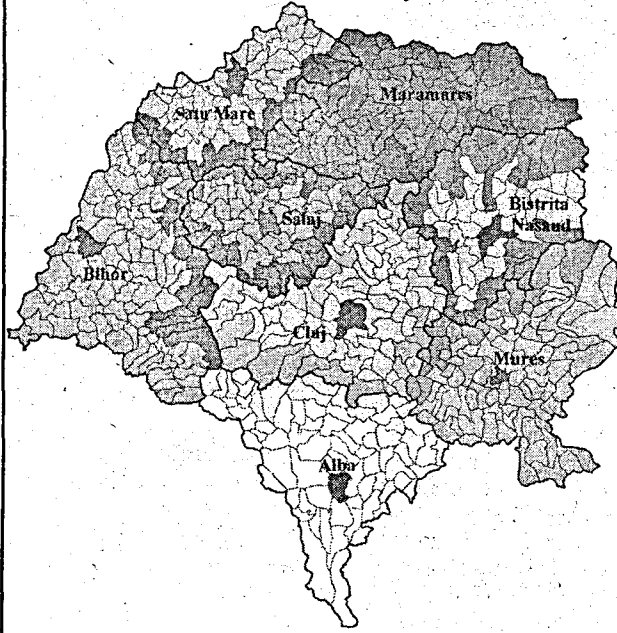 Maramures
Satu Mare
Salaj
Bistrita
Nasaud
Bihor
Cluj
Mures
Alba